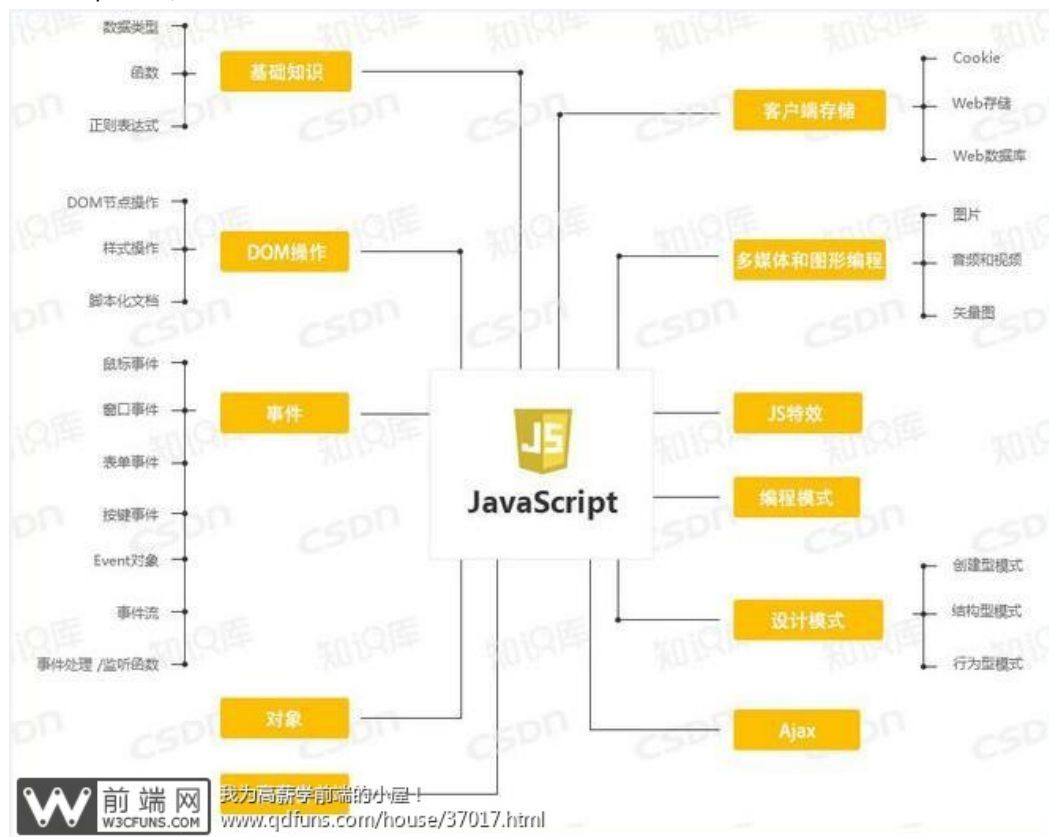 数据类型
函数
正则表达式
基础知识
DOM节点操作
样式操作
脚本化文档
DOM操作
鼠标事件
窗口事件
表单事件
按键事件
Event对象
事件流
事件处理 /监听函数
事件
对象
JS
JavaScript
客户端存储
Cookie
Web存储
Web数据库
多媒体和图形编程
图片
音频和视频
矢量图
JS特效
编程模式
设计模式
创建型模式
结构型模式
行为型模式
Ajax
前端网
W3CFUNS.COM
我为高薪学前端的小屋！
www.qdfuns.com/house/37017.html
CSDN
知识库